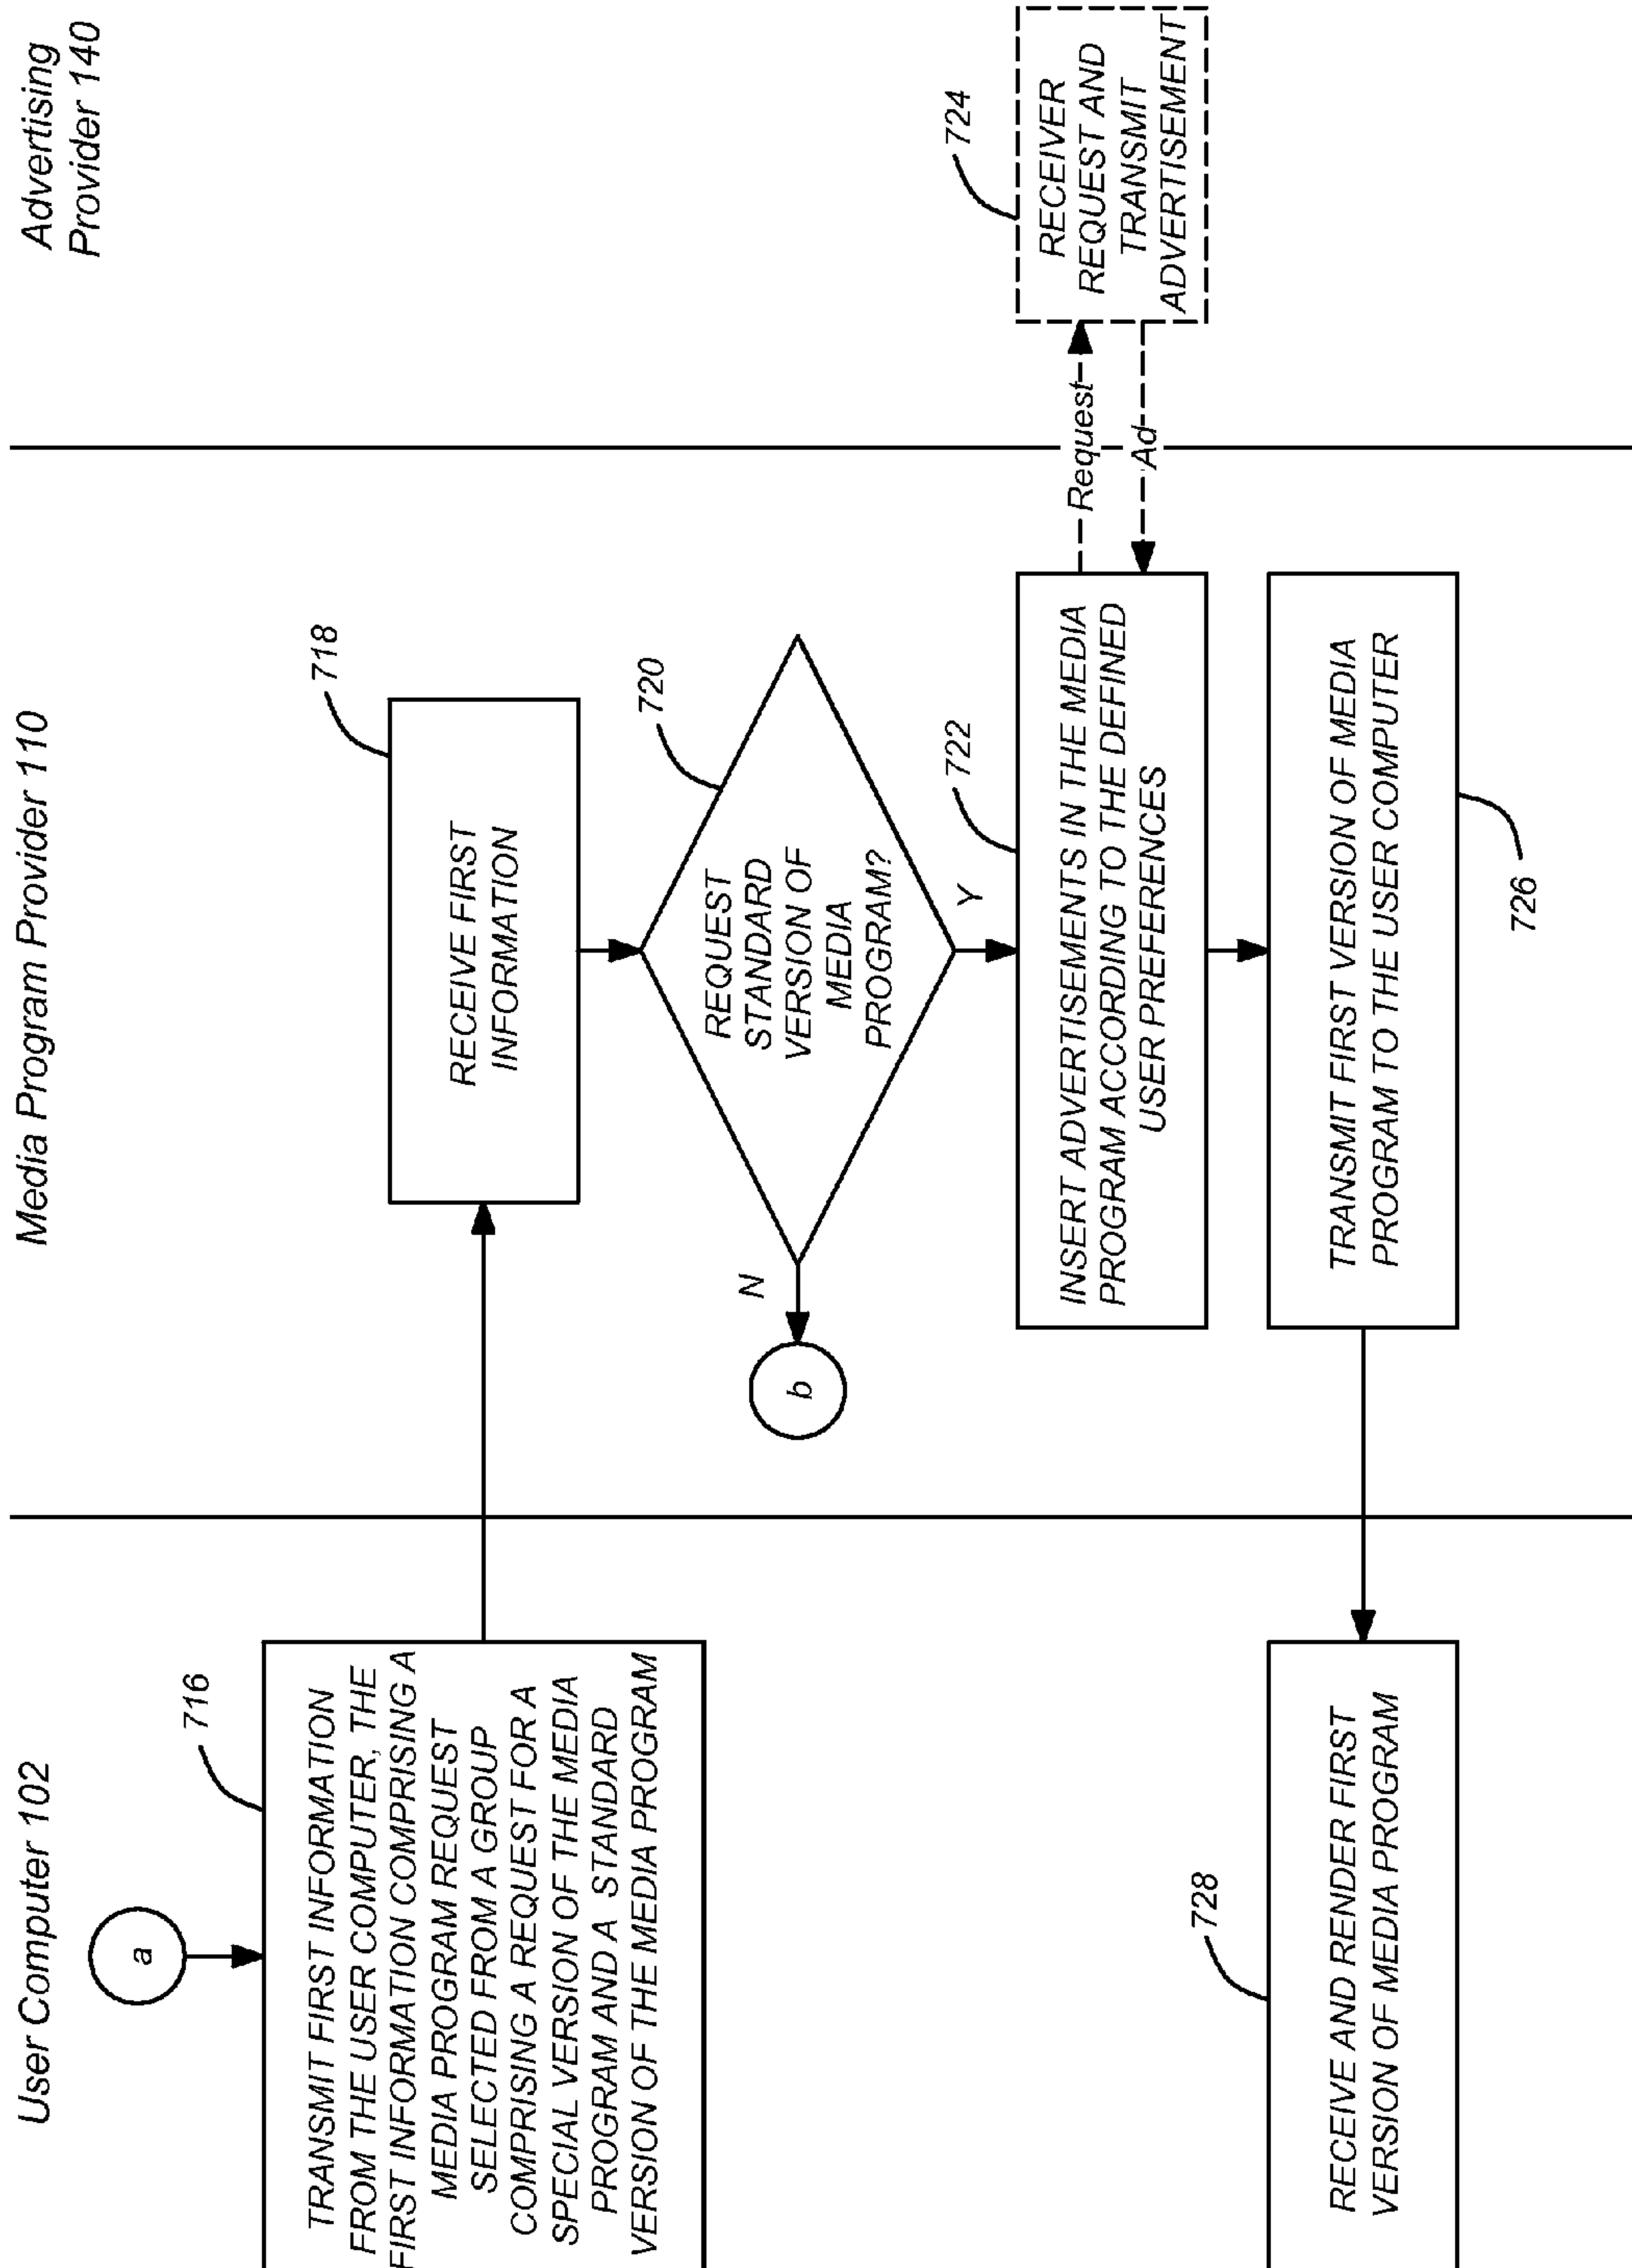 User Computer 102
Media Program Provider 110
Advertising
Provider 140
a
716
TRANSMIT FIRST INFORMATION
FROM THE USER COMPUTER, THE
FIRST INFORMATION COMPRISING A
MEDIA PROGRAM REQUEST
SELECTED FROM A GROUP
COMPRISING A REQUEST FOR A
SPECIAL VERSION OF THE MEDIA
PROGRAM AND A STANDARD
VERSION OF THE MEDIA PROGRAM
718
RECEIVE FIRST
INFORMATION
720
REQUEST
STANDARD
VERSION OF
MEDIA
PROGRAM?
N
b
Y
722
INSERT ADVERTISEMENTS IN THE MEDIA
PROGRAM ACCORDING TO THE DEFINED
USER PREFERENCES
Request
Ad
724
RECEIVER
REQUEST AND
TRANSMIT
ADVERTISEMENT
TRANSMIT FIRST VERSION OF MEDIA
PROGRAM TO THE USER COMPUTER
726
728
RECEIVE AND RENDER FIRST
VERSION OF MEDIA PROGRAM